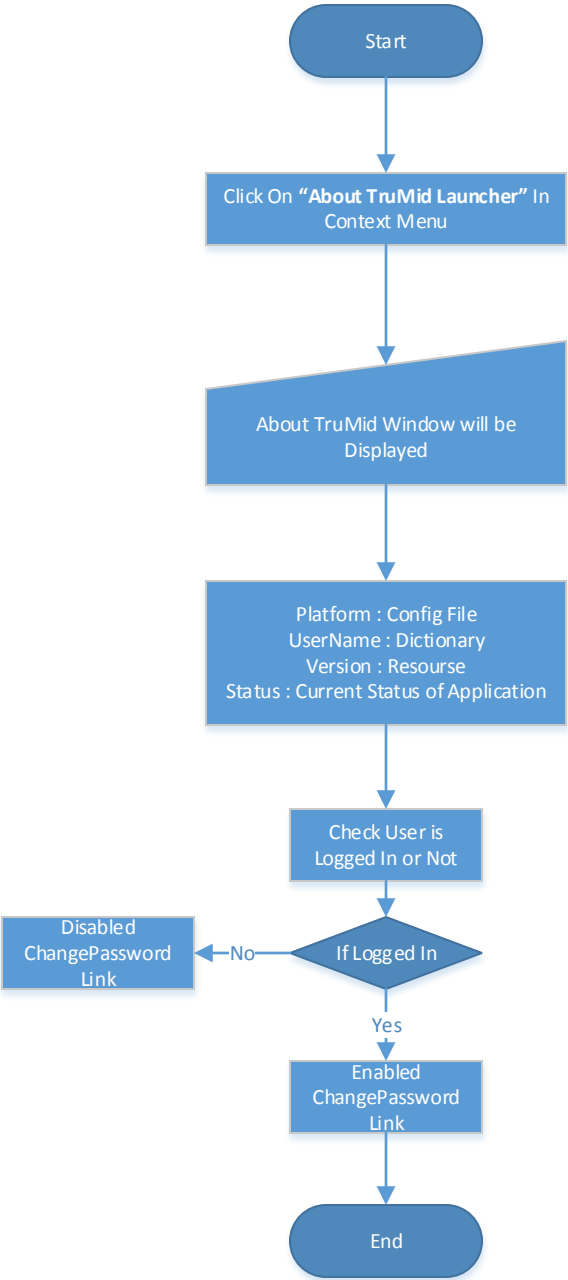 Start
Click On “About TruMid Launcher” In
Context Menu
About TruMid Window will be
Displayed
Platform : Config File
UserName : Dictionary
Version : Resourse
Status : Current Status of Application
Check User is
Logged In or Not
If Logged In
No
Disabled
ChangePassword
Link
Yes
Enabled
ChangePassword
Link
End